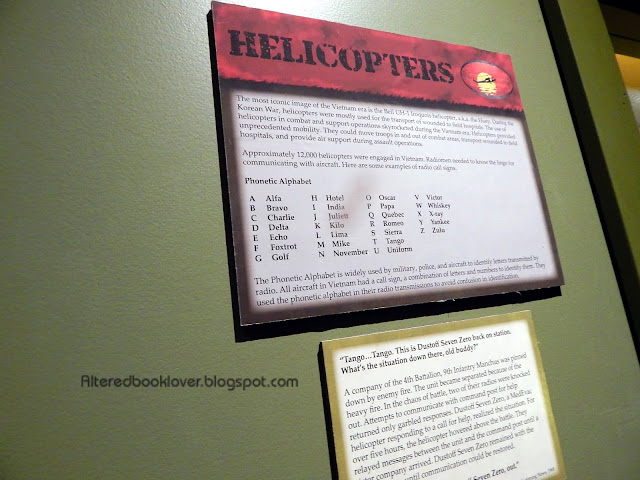 HELICOPTERS
The most iconic image of the Vietnam era is the Bell UH-1 Iroquois helicopter, a.k.a. the Huey. During the
Korean War, helicopters were mostly used for the transport of wounded to field hospitals. The use of
helicopters in combat and support operations skyrocketed during the Vietnam era. Helicopters provided
unprecedented mobility. They could move troops in and out of combat areas, transport wounded to field
hospitals, and provide air support during assault operations.
Approximately 12,000 helicopters were engaged in Vietnam. Radiomen needed to know the lingo for
communicating with aircraft. Here are some examples of radio call signs.
Phonetic Alphabet
A Alfa H Hotel O Oscar V Victor
B Bravo I India P Papa W Whiskey
C Charlie J Juliett Q Quebec X X-ray
D Delta K Kilo R Romeo Y Yankee
E Echo L Lima S Sierra Z Zulu
F Foxtrot M Mike T Tango
G Golf N November U Uniform
The Phonetic Alphabet is widely used by military, police, and aircraft to identify letters transmitted by
radio. All aircraft in Vietnam had a call sign, a combination of letters and numbers to identify them. They
used the phonetic alphabet in their radio transmissions to avoid confusion in identification.
"Tango…Tango. This is Dustoff Seven Zero back on station.
What's the situation down there, old buddy?"
A company of the 4th Battalion, 9th Infantry Manchus was pinned
down by enemy fire. The unit became separated because of the
heavy fire. In the chaos of battle, two of their radios were knocked
out. Attempts to communicate with command post for help
returned only garbled responses. Dustoff Seven Zero, a MedEvac
helicopter responding to a call for help, realized the situation. For
over five hours, the helicopter hovered above the battle. They
relayed messages between the unit and the command post until a
company arrived. Dustoff Seven Zero remained with the
until communication could be restored.
Seven Zero, out."
Alteredbooklover.blogspot.com